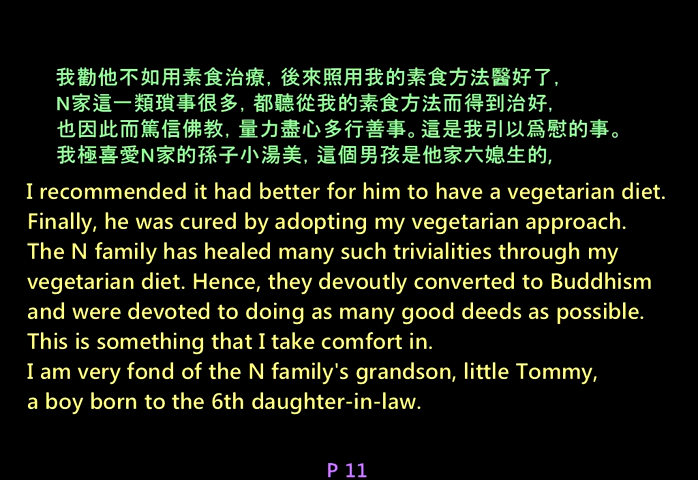 我勸他不如用素食治療, 後來照用我的素食方法醫好了,
N家這一類瑣事很多, 都聽從我的素食方法而得到治好,
也因此而篤信佛教, 量力盡心多行善事。這是我引以爲慰的事。
我極喜愛N家的孫子小湯美, 這個男孩是他家六媳生的,
I recommended it had better for him to have a vegetarian diet.
Finally, he was cured by adopting my vegetarian approach.
The N family has healed many such trivialities through my
vegetarian diet. Hence, they devoutly converted to Buddhism
and were devoted to doing as many good deeds as possible.
This is something that I take comfort in.
I am very fond of the N family's grandson, little Tommy,
a boy born to the 6th daughter-in-law.
P 11